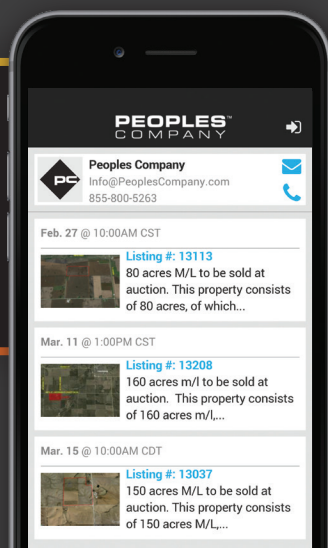 PEOPLES™
COMPANY
PC
Peoples Company
Info@PeoplesCompany.com
855-800-5263
Feb. 27 @ 10:00AM CST
Listing #: 13113
80 acres M/L to be sold at
auction. This property consists
of 80 acres, of which...
Mar. 11 @ 1:00PM CST
Listing #: 13208
160 acres m/l to be sold at
auction. This property consists
of 160 acres m/l,...
Mar. 15 @ 10:00AM CDT
Listing #: 13037
150 acres M/L to be sold at
auction. This property consists
of 150 acres M/L,...